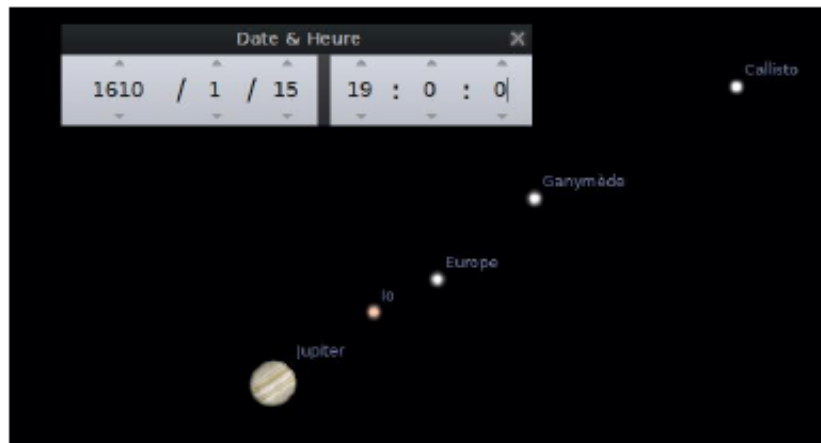 Date & Heure
1610 / 1 / 15 19 : 0 : 0
Callisto
Ganymède
Europe
Io
Jupiter